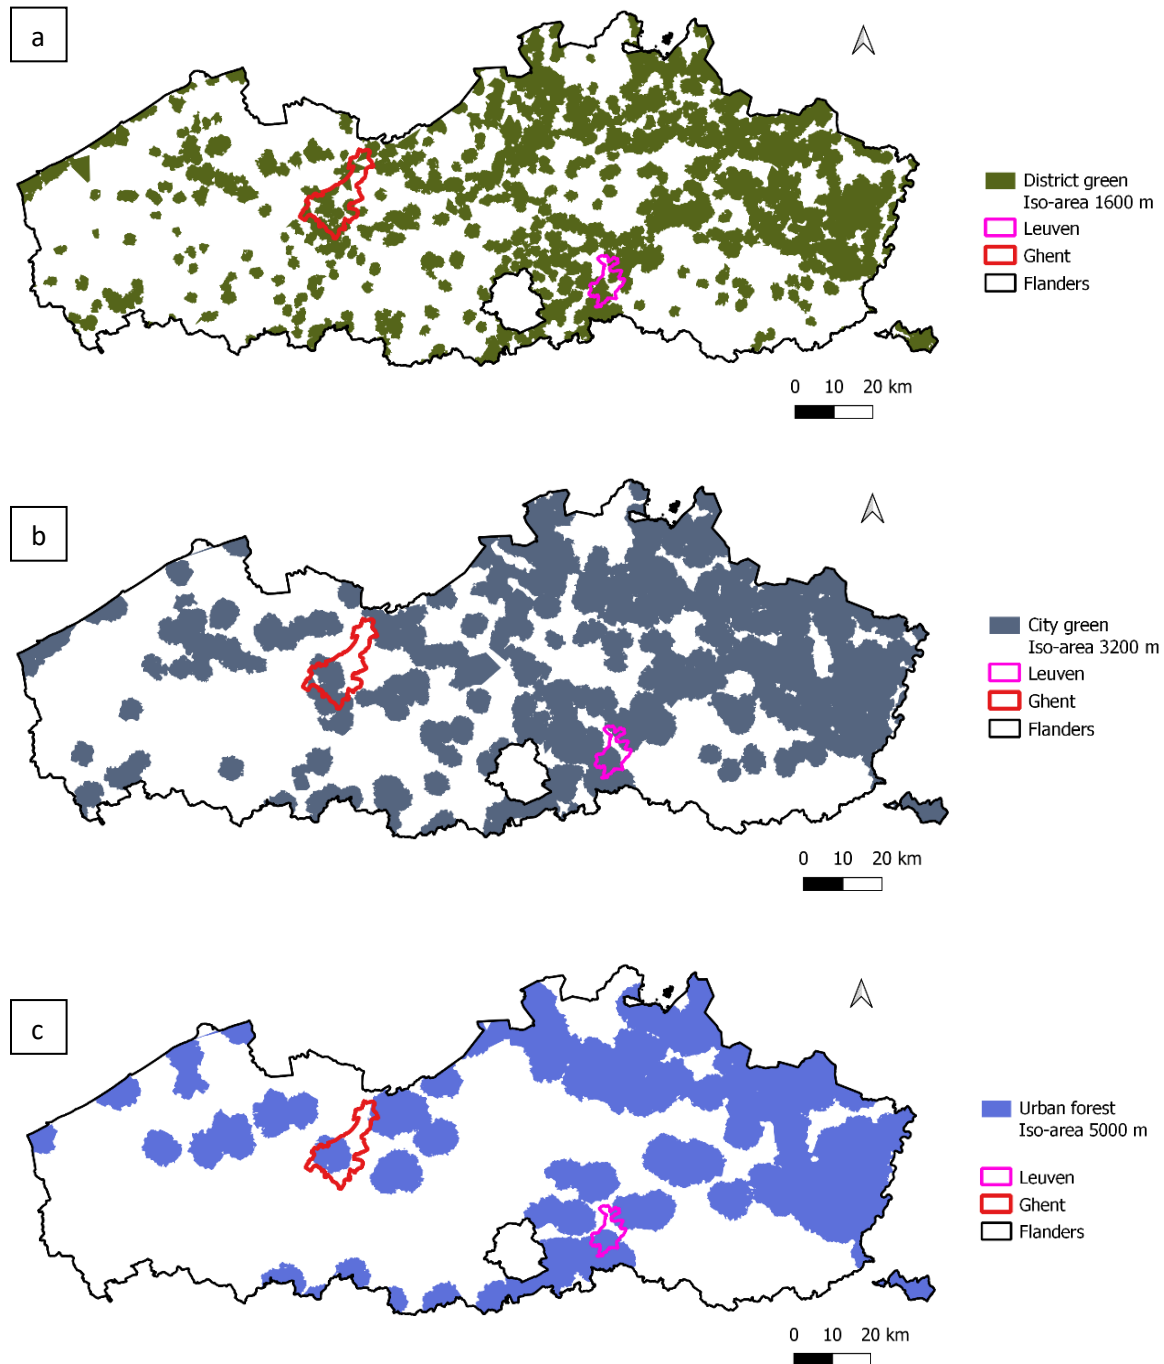 a
District green
Iso-area 1600 m
Leuven
Ghent
Flanders
0 10 20 km
b
City green
Iso-area 3200 m
Leuven
Ghent
Flanders
0 10 20 km
c
Urban forest
Iso-area 5000 m
Leuven
Ghent
Flanders
0 10 20 km